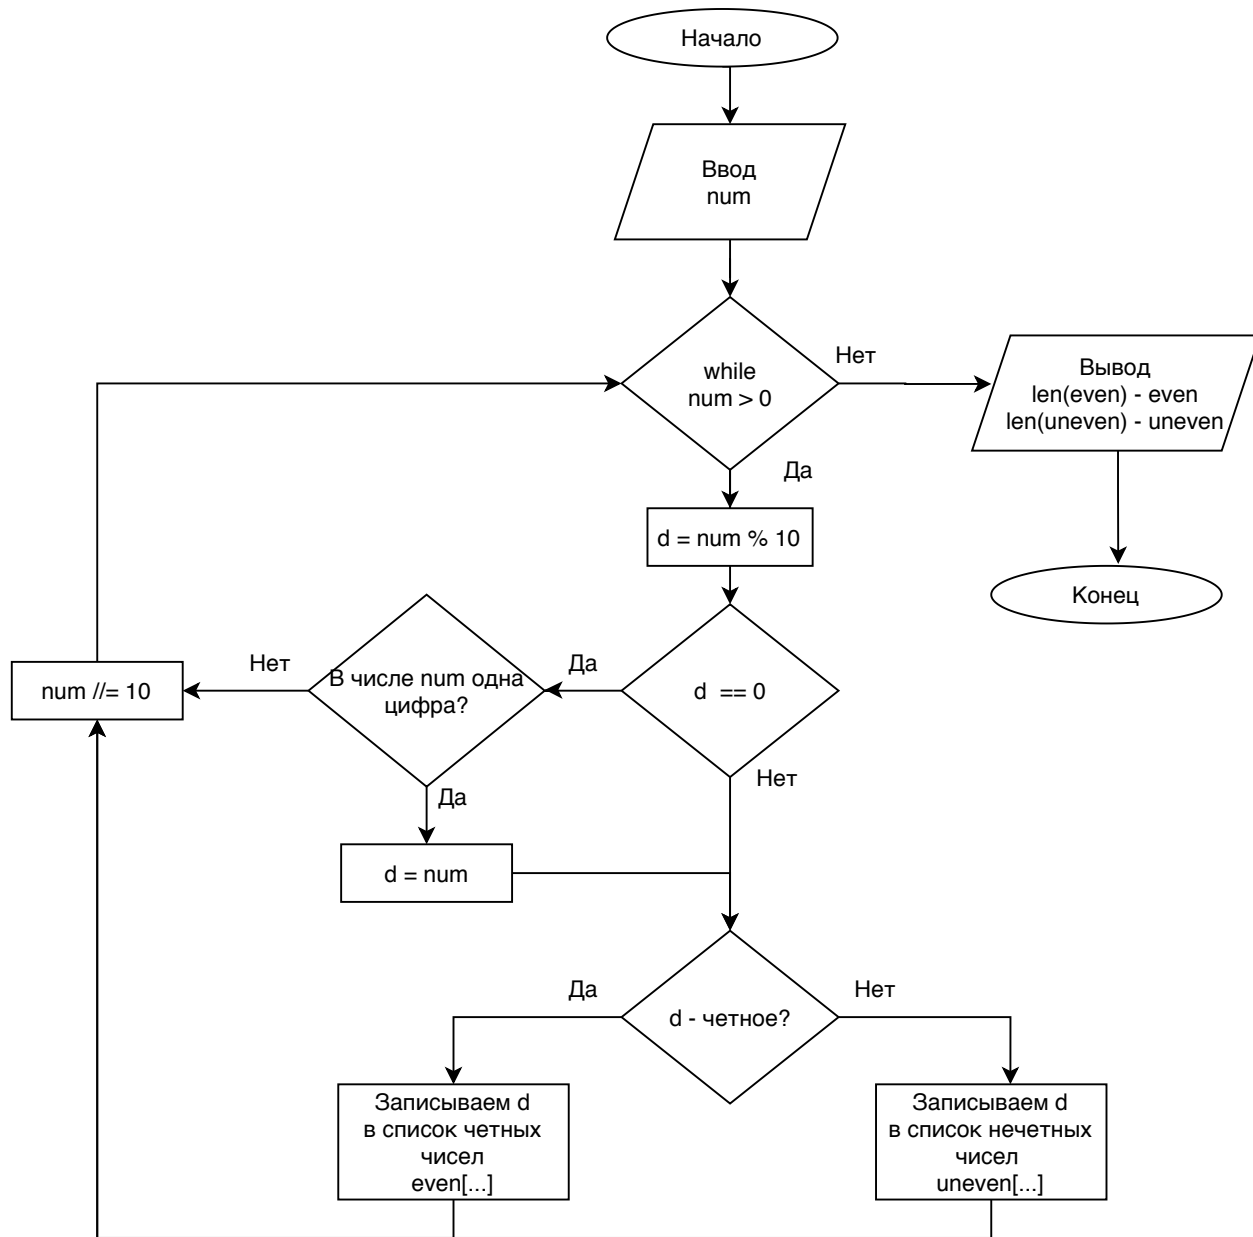 Начало
Ввод
num
while
num > 0
Нет
Вывод
len(even) - even
len(uneven) - uneven
Да
d = num % 10
Конец
d == 0
Да
В числе num одна
цифра?
Нет
num //= 10
Нет
Да
d = num
d - четное?
Да
Нет
Записываем d
в список четных
чисел
even[...]
Записываем d
в список нечетных
чисел
uneven[...]